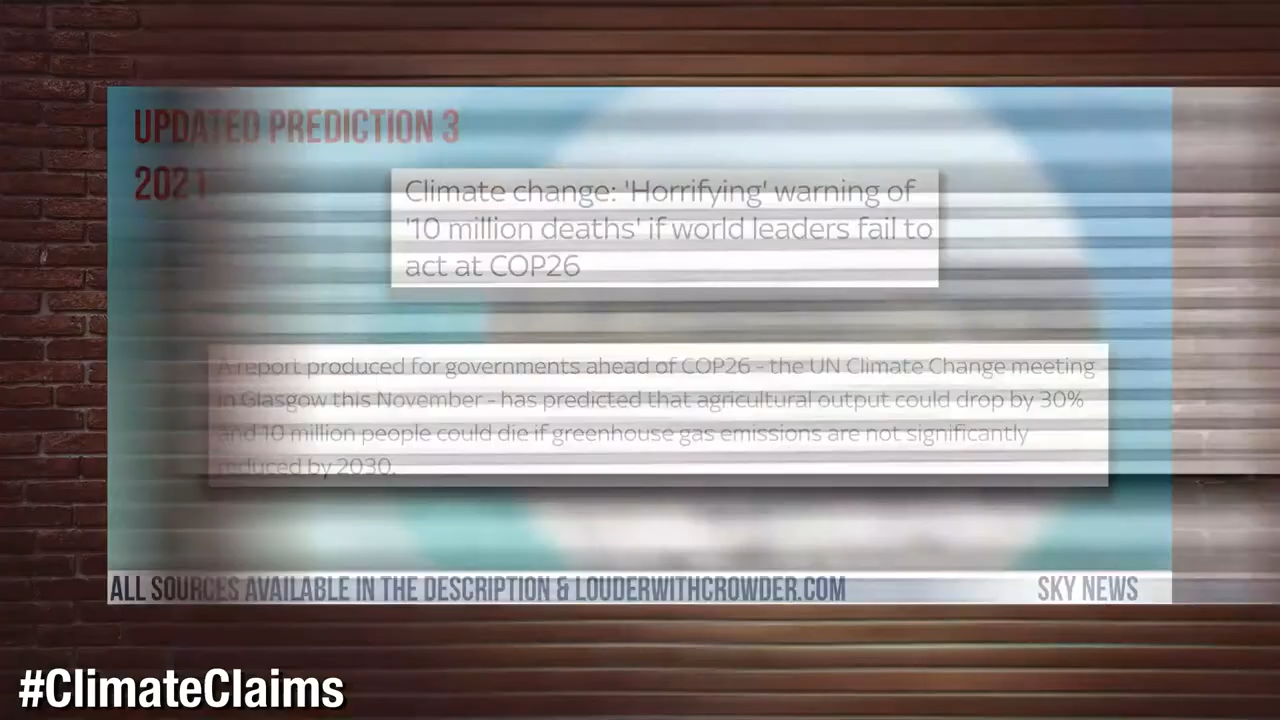 UPDATED PREDICTION 3
2021
Climate change: 'Horrifying' warning of
'10 million deaths' if world leaders fail to
act at COP26
A report produced for governments ahead of COP26 - the UN Climate Change meeting
in Glasgow this November - has predicted that agricultural output could drop by 30%
and 10 million people could die if greenhouse gas emissions are not significantly
reduced by 2030.
ALL SOURCES AVAILABLE IN THE DESCRIPTION & LOUDERWITHCROWDER.COM
SKY NEWS
#ClimateClaims